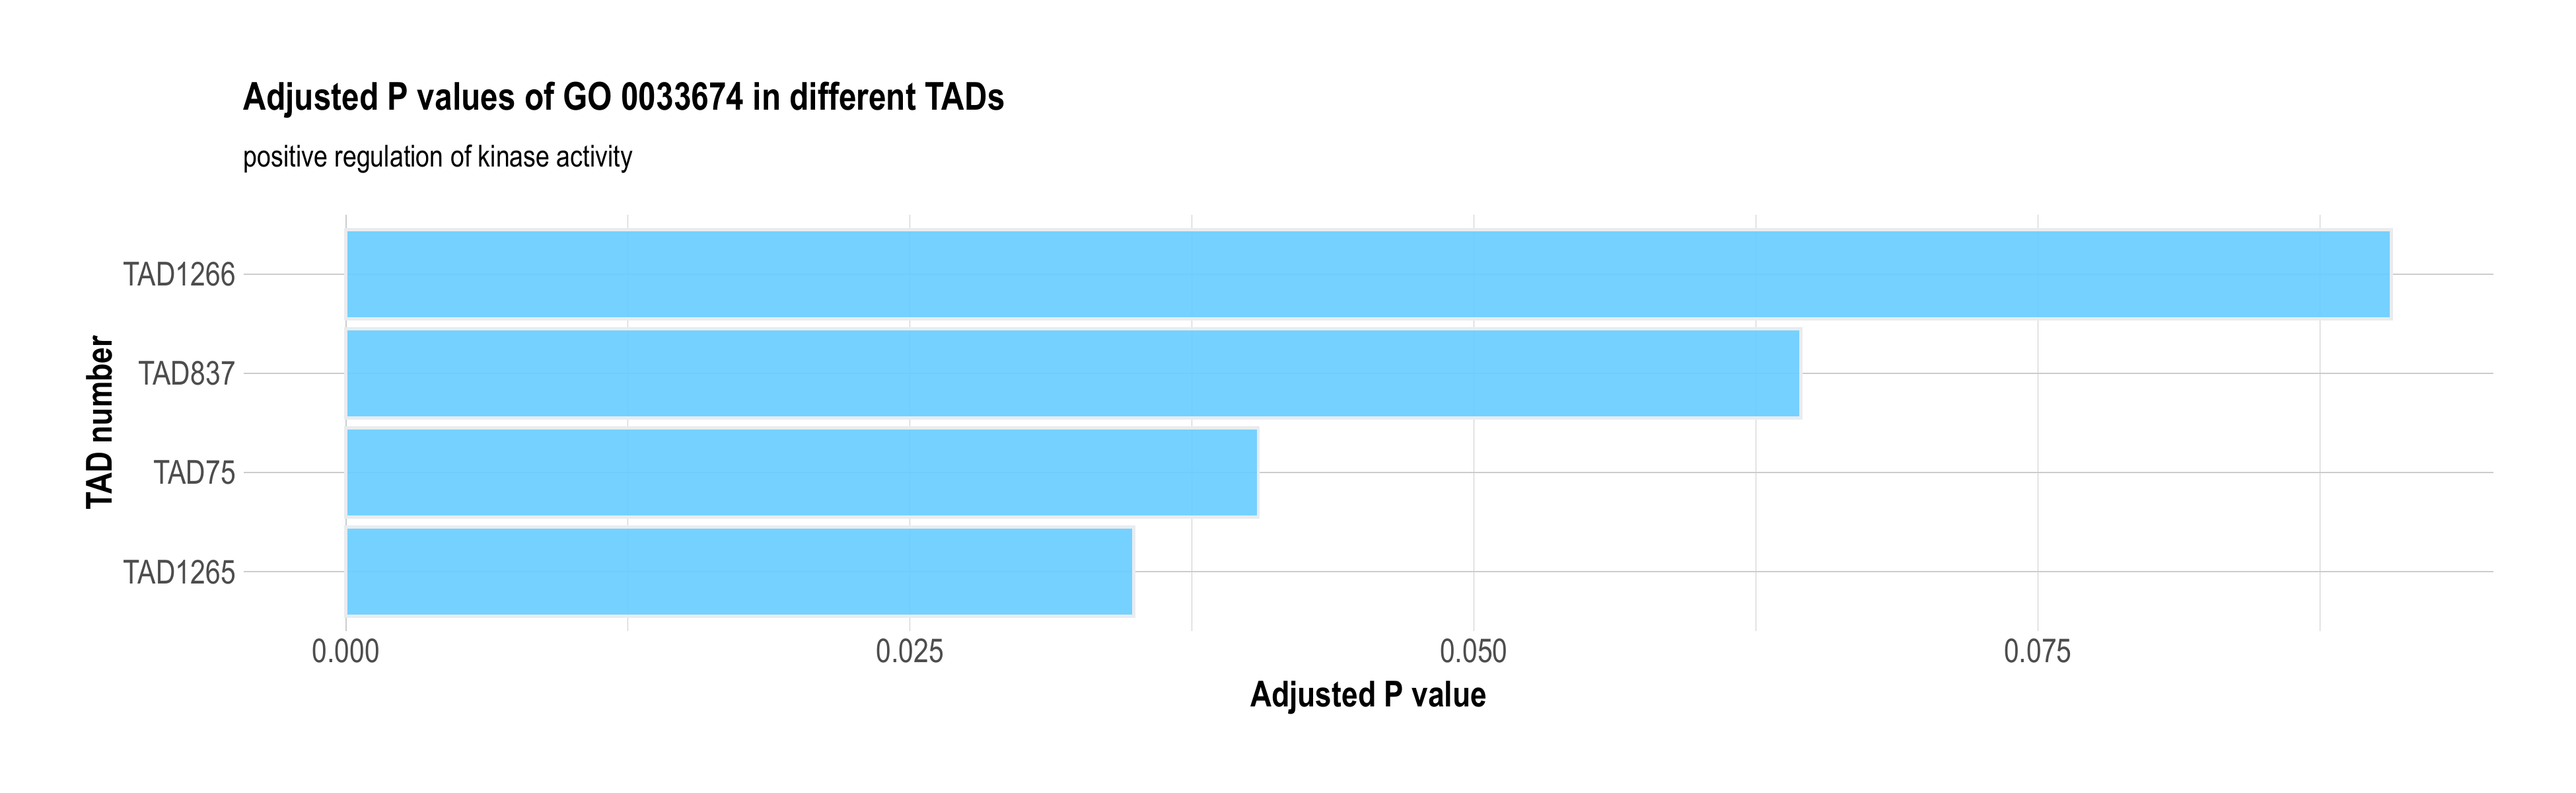 Adjusted P values of GO 0033674 in different TADs
positive regulation of kinase activity
TAD number
TAD1266
TAD837
TAD75
TAD1265
0.000 0.025 0.050 0.075
Adjusted P value